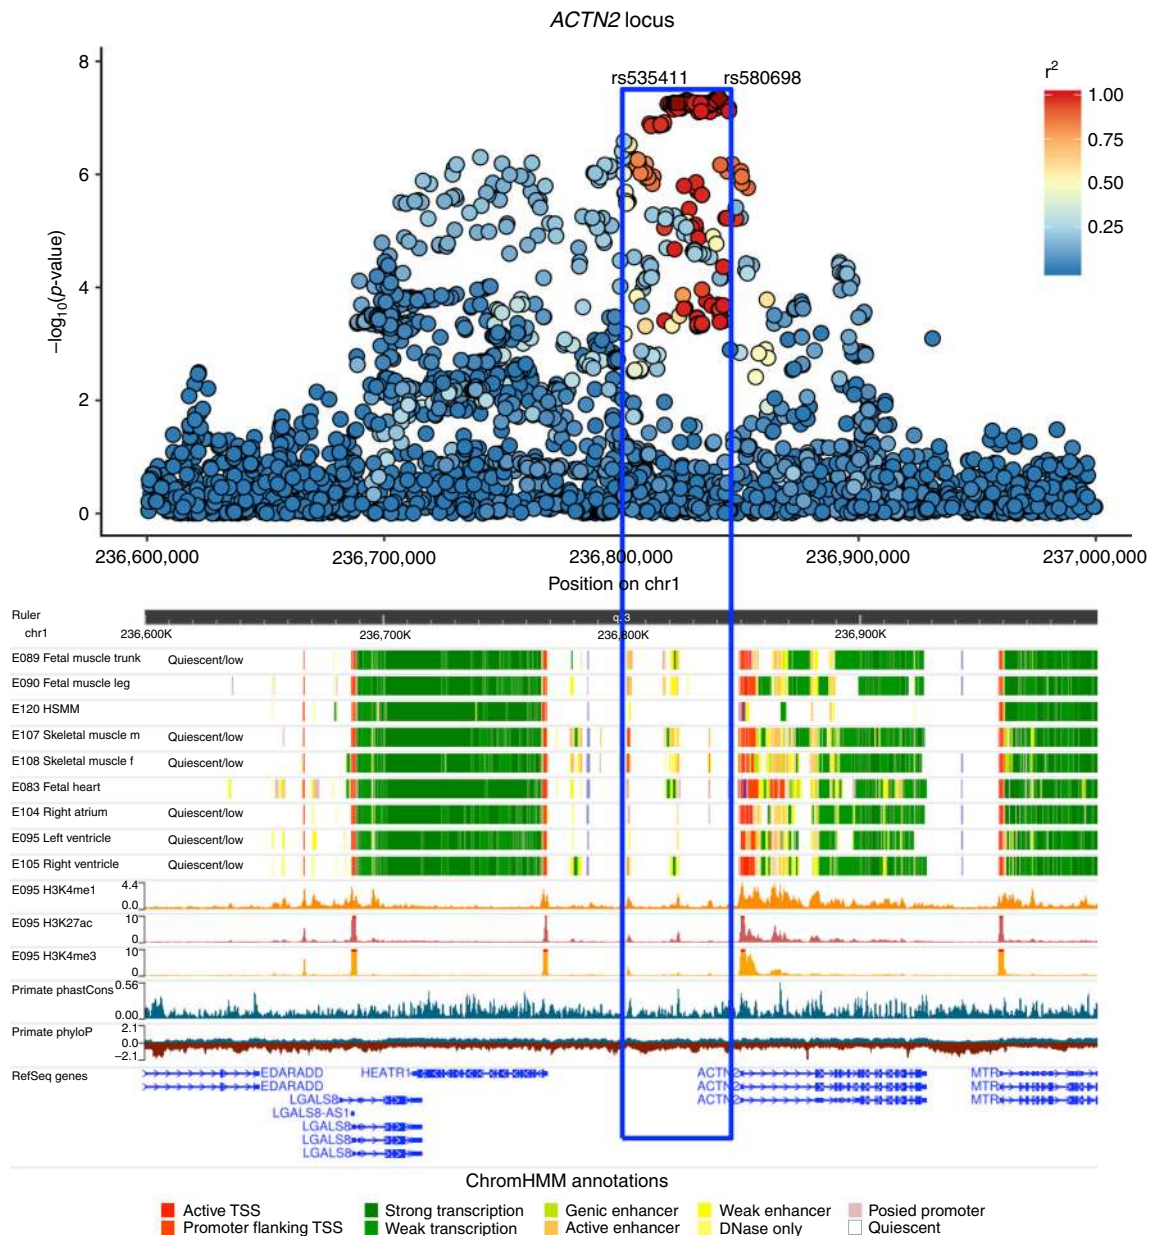 ACTN2 locus
8
6
4
2
0
–log10(p-value)
rs535411
rs580698
r2
1.00
0.75
0.50
0.25
236,600,000
236,700,000
236,800,000
236,900,000
237,000,000
Position on chr1
Ruler
chr1
236,600K
236,700K
236,800K
236,900K
E089 Fetal muscle trunk
Quiescent/low
E090 Fetal muscle leg
E120 HSMM
E107 Skeletal muscle m
Quiescent/low
E108 Skeletal muscle f
Quiescent/low
E083 Fetal heart
E104 Right atrium
Quiescent/low
E095 Left ventricle
Quiescent/low
E105 Right ventricle
Quiescent/low
E095 H3K4me1
4.4
0.0
E095 H3K27ac
10
0
E095 H3K4me3
10
0
Primate phastCons
0.56
0.00
Primate phyloP
2.1
0.0
–2.1
RefSeq genes
EDARADD
HEATR1
ACTN2
MTR
EDARADD
ACTN2
MTR
LGALS8
ACTN2
MTR
LGALS8-AS1
LGALS8
LGALS8
LGALS8
ChromHMM annotations
Active TSS
Strong transcription
Genic enhancer
Weak enhancer
Posied promoter
Promoter flanking TSS
Weak transcription
Active enhancer
DNase only
Quiescent